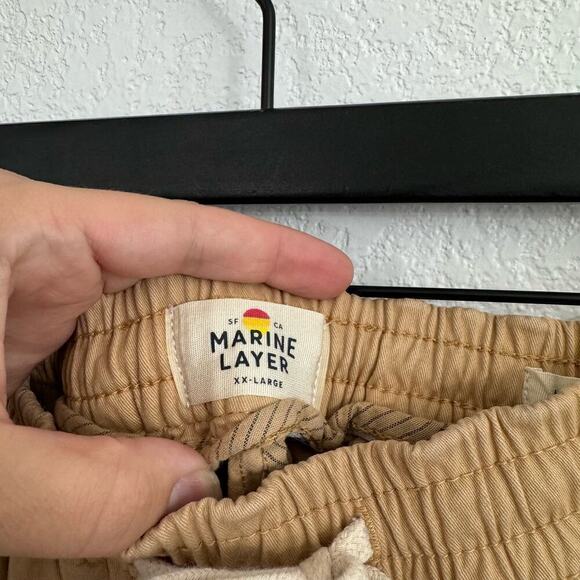 SF CA
MARINE
LAYER
XX-LARGE